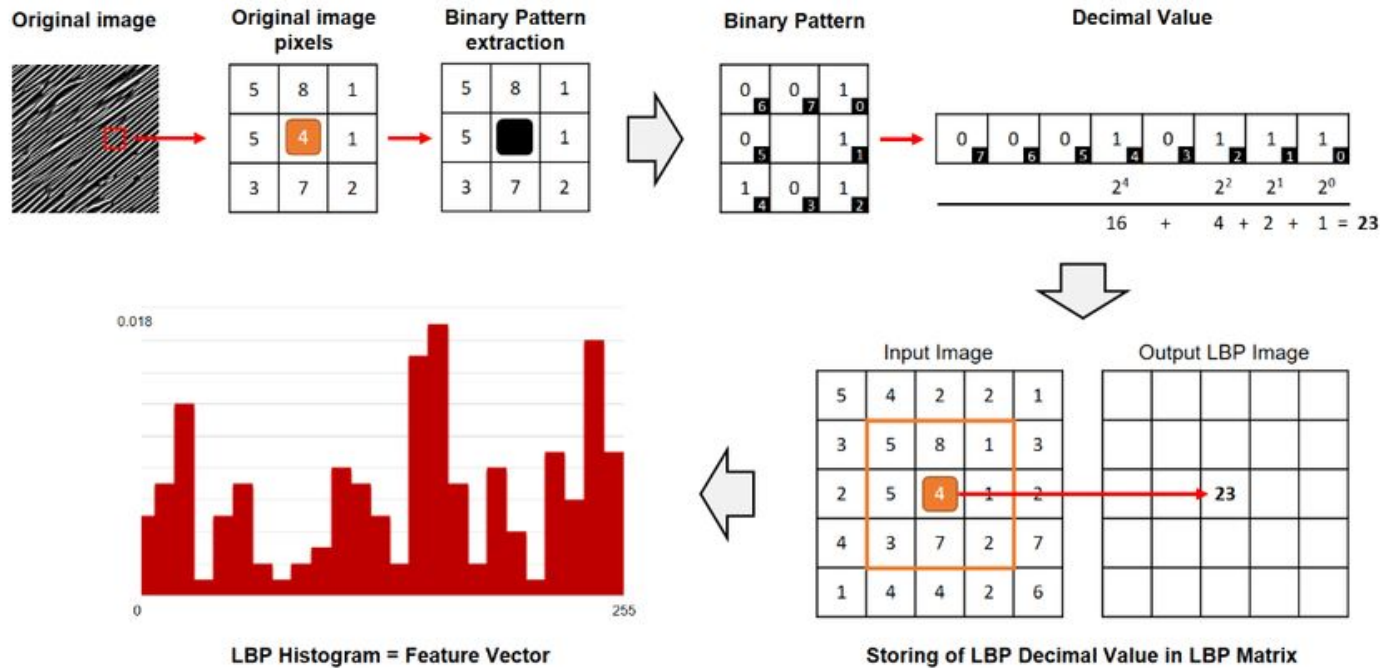 Original image
Original image
pixels
Binary Pattern
extraction
Binary Pattern
Decimal Value
5 8 1
5 4 1
3 7 2
5 8 1
5 1
3 7 2
0 6 0 7 1 0
0 5 1 1
1 4 0 3 1 2
0 7 0 6 0 5 1 4 0 3 1 2 1 1 1 0
2⁴ 2² 2¹ 2⁰
16 + 4 + 2 + 1 = 23
0.018
0 255
LBP Histogram = Feature Vector
Input Image
5 4 2 2 1
3 5 8 1 3
2 5 4 1 2
4 3 7 2 7
1 4 4 2 6
Output LBP Image
23
Storing of LBP Decimal Value in LBP Matrix